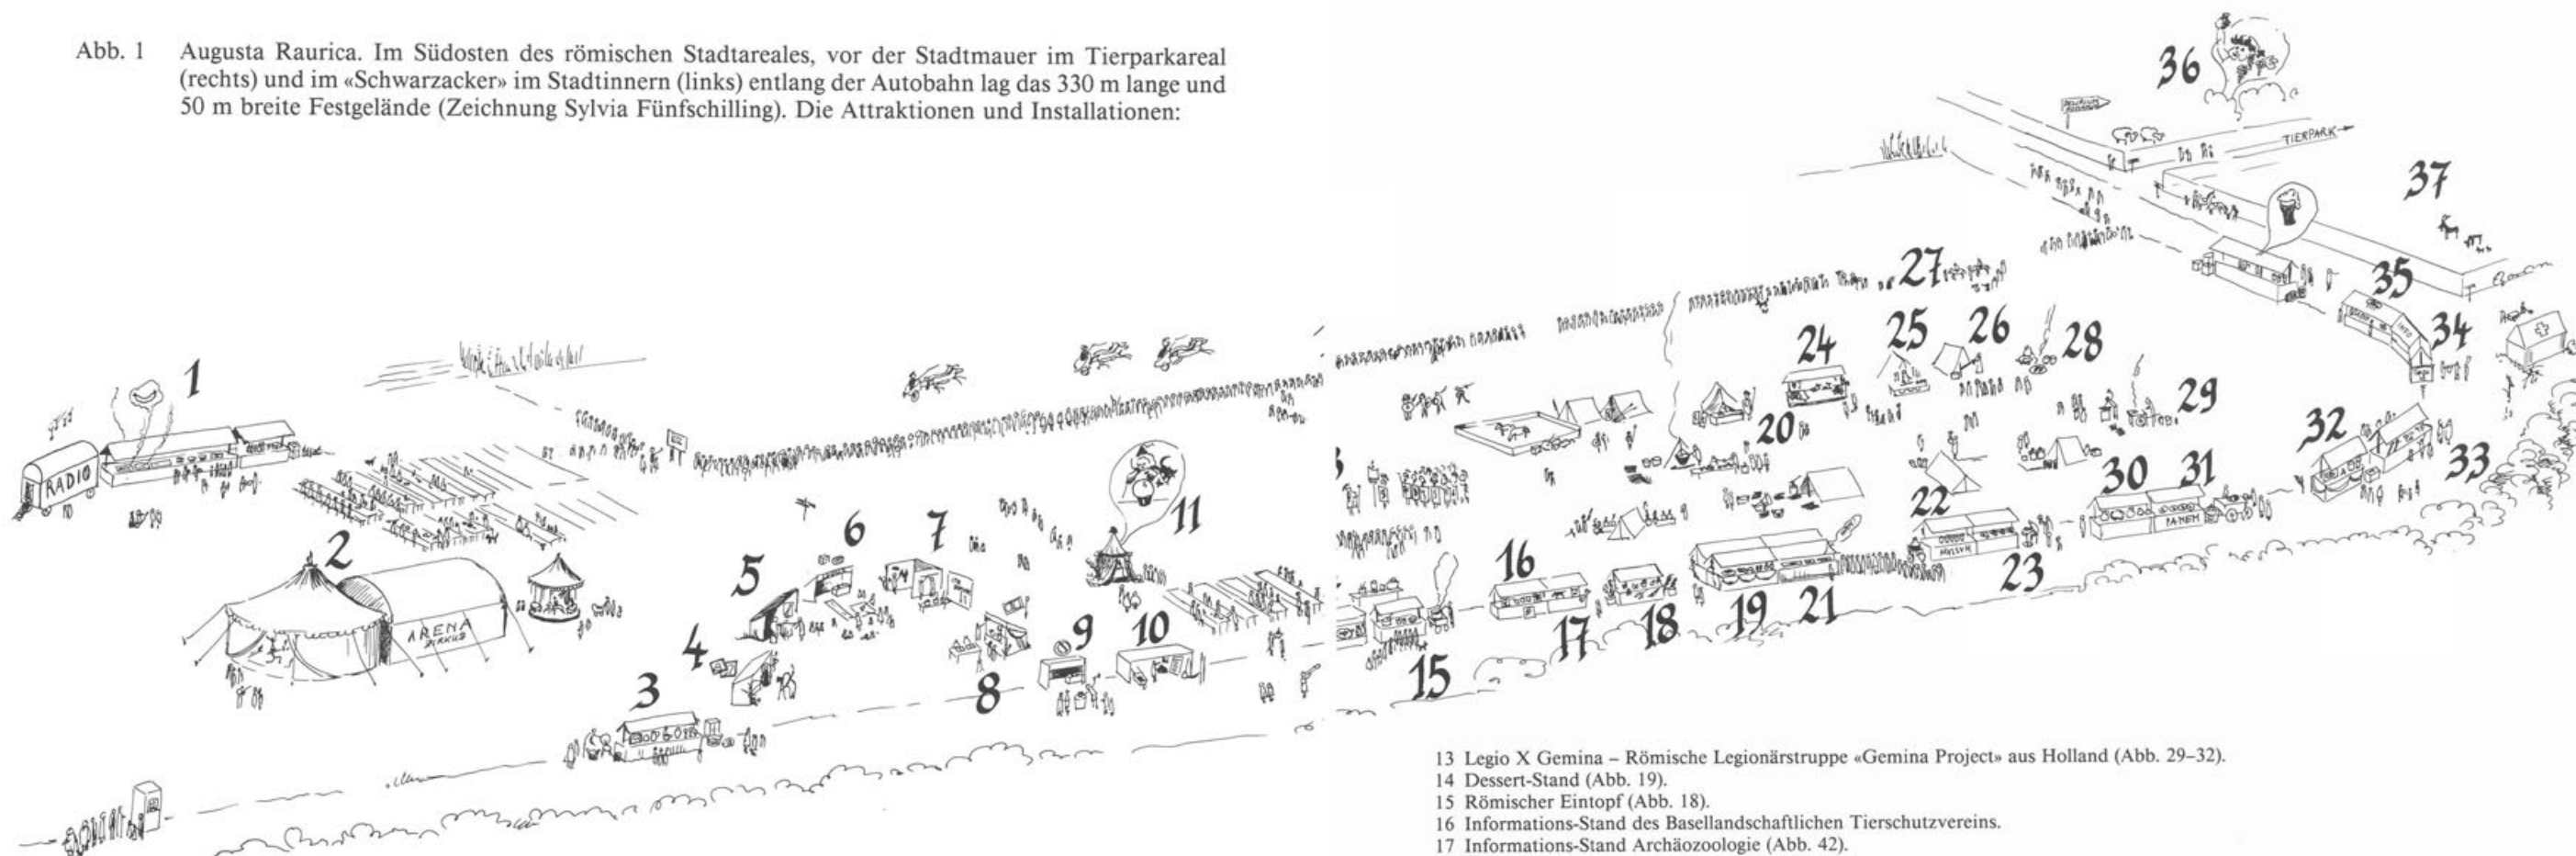 Abb. 1 Augusta Raurica. Im Südosten des römischen Stadtareales, vor der Stadtmauer im Tierparkareal
(rechts) und im «Schwarzacker» im Stadtinnern (links) entlang der Autobahn lag das 330 m lange und
50 m breite Festgelände (Zeichnung Sylvia Fünfschilling). Die Attraktionen und Installationen:
36
TIERPARK
37
27
35
34
1
24
25
26
28
29
RADIO
20
32
33
30
31
PANEM
22
MULSUM
23
2
ARENA
ZIRKUS
11
6
7
5
4
16
17
18
19
21
9
10
15
8
3
13 Legio X Gemina – Römische Legionärstruppe «Gemina Project» aus Holland (Abb. 29–32).
14 Dessert-Stand (Abb. 19).
15 Römischer Eintopf (Abb. 18).
16 Informations-Stand des Basellandschaftlichen Tierschutzvereins.
17 Informations-Stand Archäozoologie (Abb. 42).